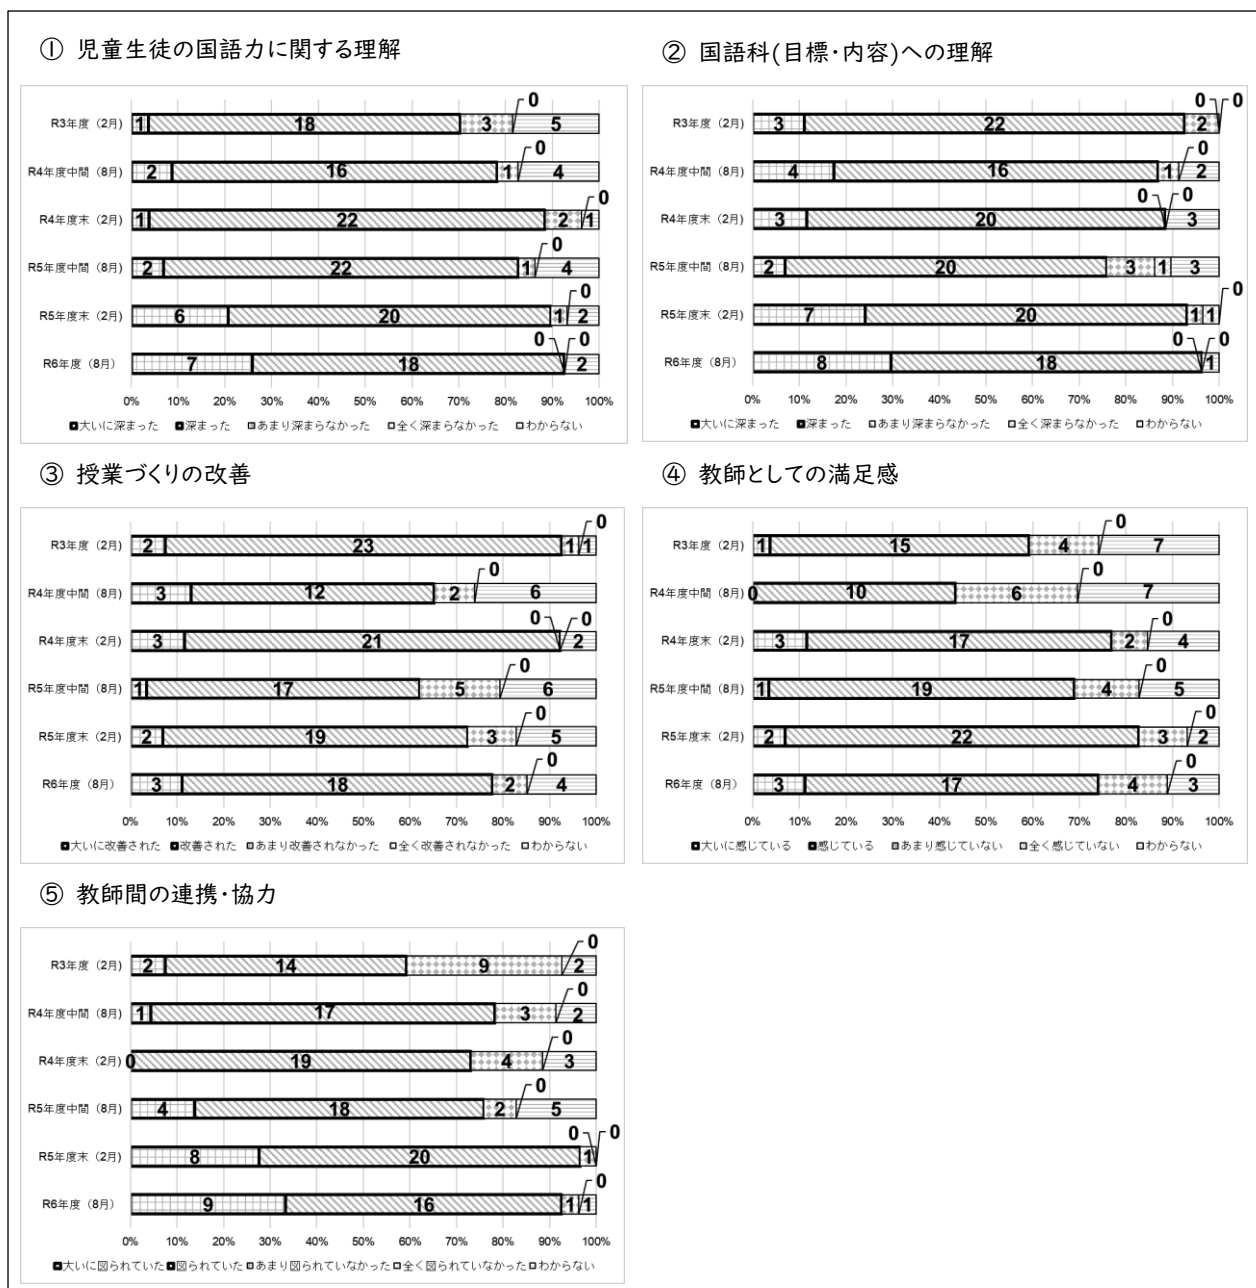 ① 児童生徒の国語力に関する理解
R3年度（2月） 1 18 3 0 5
R4年度中間（8月） 2 16 1 0 4
R4年度末（2月） 1 22 2 0 1
R5年度中間（8月） 2 22 1 0 4
R5年度末（2月） 6 20 1 0 2
R6年度（8月） 7 18 0 0 2
0% 10% 20% 30% 40% 50% 60% 70% 80% 90% 100%
大いに深まった 深まった あまり深まらなかった 全く深まらなかった わからない
② 国語科(目標・内容)への理解
R3年度（2月） 3 22 2 0 0
R4年度中間（8月） 4 16 1 0 2
R4年度末（2月） 3 20 0 0 3
R5年度中間（8月） 2 20 3 1 3
R5年度末（2月） 7 20 1 1 0
R6年度（8月） 8 18 0 0 1
0% 10% 20% 30% 40% 50% 60% 70% 80% 90% 100%
大いに深まった 深まった あまり深まらなかった 全く深まらなかった わからない
③ 授業づくりの改善
R3年度（2月） 2 23 1 0 1
R4年度中間（8月） 3 12 2 0 6
R4年度末（2月） 3 21 0 0 2
R5年度中間（8月） 1 17 5 0 6
R5年度末（2月） 2 19 3 0 5
R6年度（8月） 3 18 2 0 4
0% 10% 20% 30% 40% 50% 60% 70% 80% 90% 100%
大いに改善された 改善された あまり改善されなかった 全く改善されなかった わからない
④ 教師としての満足感
R3年度（2月） 1 15 4 0 7
R4年度中間（8月） 0 10 6 0 7
R4年度末（2月） 3 17 2 0 4
R5年度中間（8月） 1 19 4 0 5
R5年度末（2月） 2 22 3 0 2
R6年度（8月） 3 17 4 0 3
0% 10% 20% 30% 40% 50% 60% 70% 80% 90% 100%
大いに感じている 感じている あまり感じていない 全く感じていない わからない
⑤ 教師間の連携・協力
R3年度（2月） 2 14 9 0 2
R4年度中間（8月） 1 17 3 0 2
R4年度末（2月） 0 19 4 0 3
R5年度中間（8月） 4 18 2 0 5
R5年度末（2月） 8 20 1 0 0
R6年度（8月） 9 16 1 0 1
0% 10% 20% 30% 40% 50% 60% 70% 80% 90% 100%
大いに図られていた 図られていた あまり図られていなかった 全く図られていなかった わからない